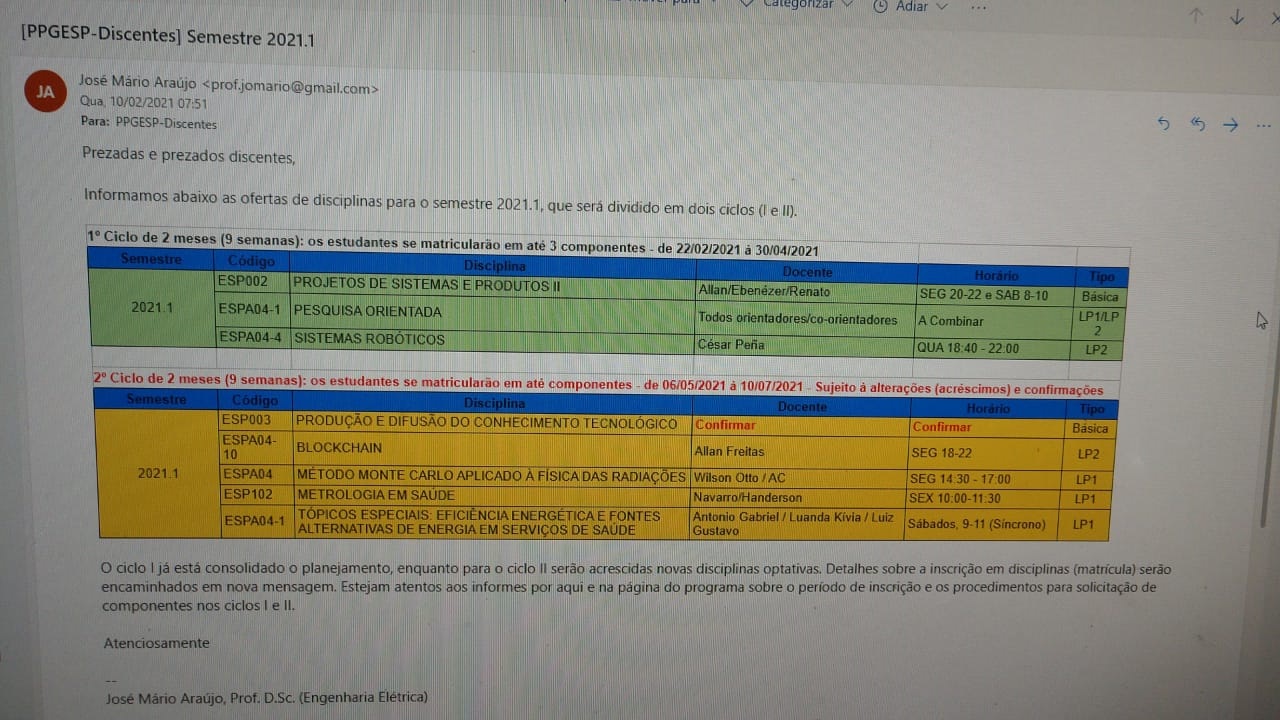 Categorizar Adiar ...
[PPGESP-Discentes] Semestre 2021.1
JA
José Mário Araújo <prof.jomario@gmail.com>
Qua, 10/02/2021 07:51
Para: PPGESP-Discentes
Prezadas e prezados discentes,
Informamos abaixo as ofertas de disciplinas para o semestre 2021.1, que será dividido em dois ciclos (I e II).
1º Ciclo de 2 meses (9 semanas): os estudantes se matricularão em até 3 componentes - de 22/02/2021 à 30/04/2021
Semestre Código Disciplina Docente Horário Tipo
2021.1
ESP002 PROJETOS DE SISTEMAS E PRODUTOS II Allan/Ebenézer/Renato SEG 20-22 e SAB 8-10 Básica
ESPA04-1 PESQUISA ORIENTADA Todos orientadores/co-orientadores A Combinar LP1/LP
2
ESPA04-4 SISTEMAS ROBÓTICOS César Peña QUA 18:40 - 22:00 LP2
2º Ciclo de 2 meses (9 semanas): os estudantes se matricularão em até componentes - de 06/05/2021 à 10/07/2021 - Sujeito à alterações (acréscimos) e confirmações
Semestre Código Disciplina Docente Horário Tipo
2021.1
ESP003 PRODUÇÃO E DIFUSÃO DO CONHECIMENTO TECNOLÓGICO Confirmar Confirmar Básica
ESPA04-
10 BLOCKCHAIN Allan Freitas SEG 18-22 LP2
ESPA04 MÉTODO MONTE CARLO APLICADO À FÍSICA DAS RADIAÇÕES Wilson Otto / AC SEG 14:30 - 17:00 LP1
ESP102 METROLOGIA EM SAÚDE Navarro/Handerson SEX 10:00-11:30 LP1
ESPA04-1 TÓPICOS ESPECIAIS: EFICIÊNCIA ENERGÉTICA E FONTES
ALTERNATIVAS DE ENERGIA EM SERVIÇOS DE SAÚDE Antonio Gabriel / Luanda Kívia / Luiz
Gustavo Sábados, 9-11 (Síncrono) LP1
O ciclo I já está consolidado o planejamento, enquanto para o ciclo II serão acrescidas novas disciplinas optativas. Detalhes sobre a inscrição em disciplinas (matrícula) serão
encaminhados em nova mensagem. Estejam atentos aos informes por aqui e na página do programa sobre o período de inscrição e os procedimentos para solicitação de
componentes nos ciclos I e II.
Atenciosamente
--
José Mário Araújo, Prof. D.Sc. (Engenharia Elétrica)